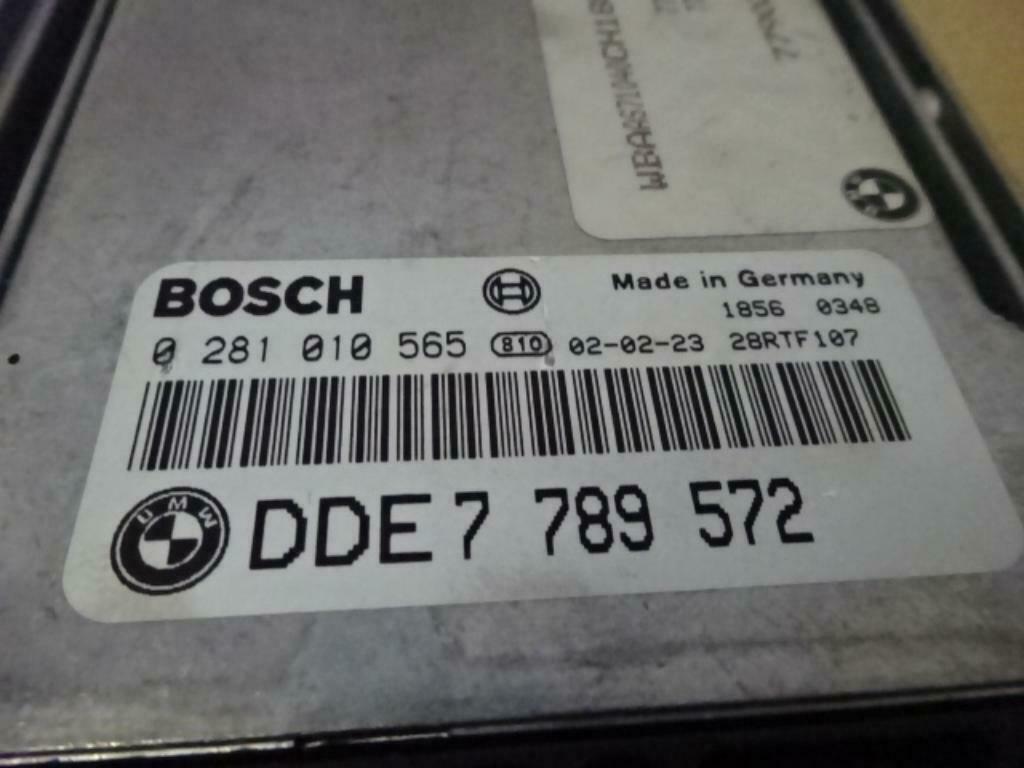 BOSCH
Made in Germany
1856 0348
0 281 010 565 810 02-02-23 28RTF107
BMW
DDE 7 789 572